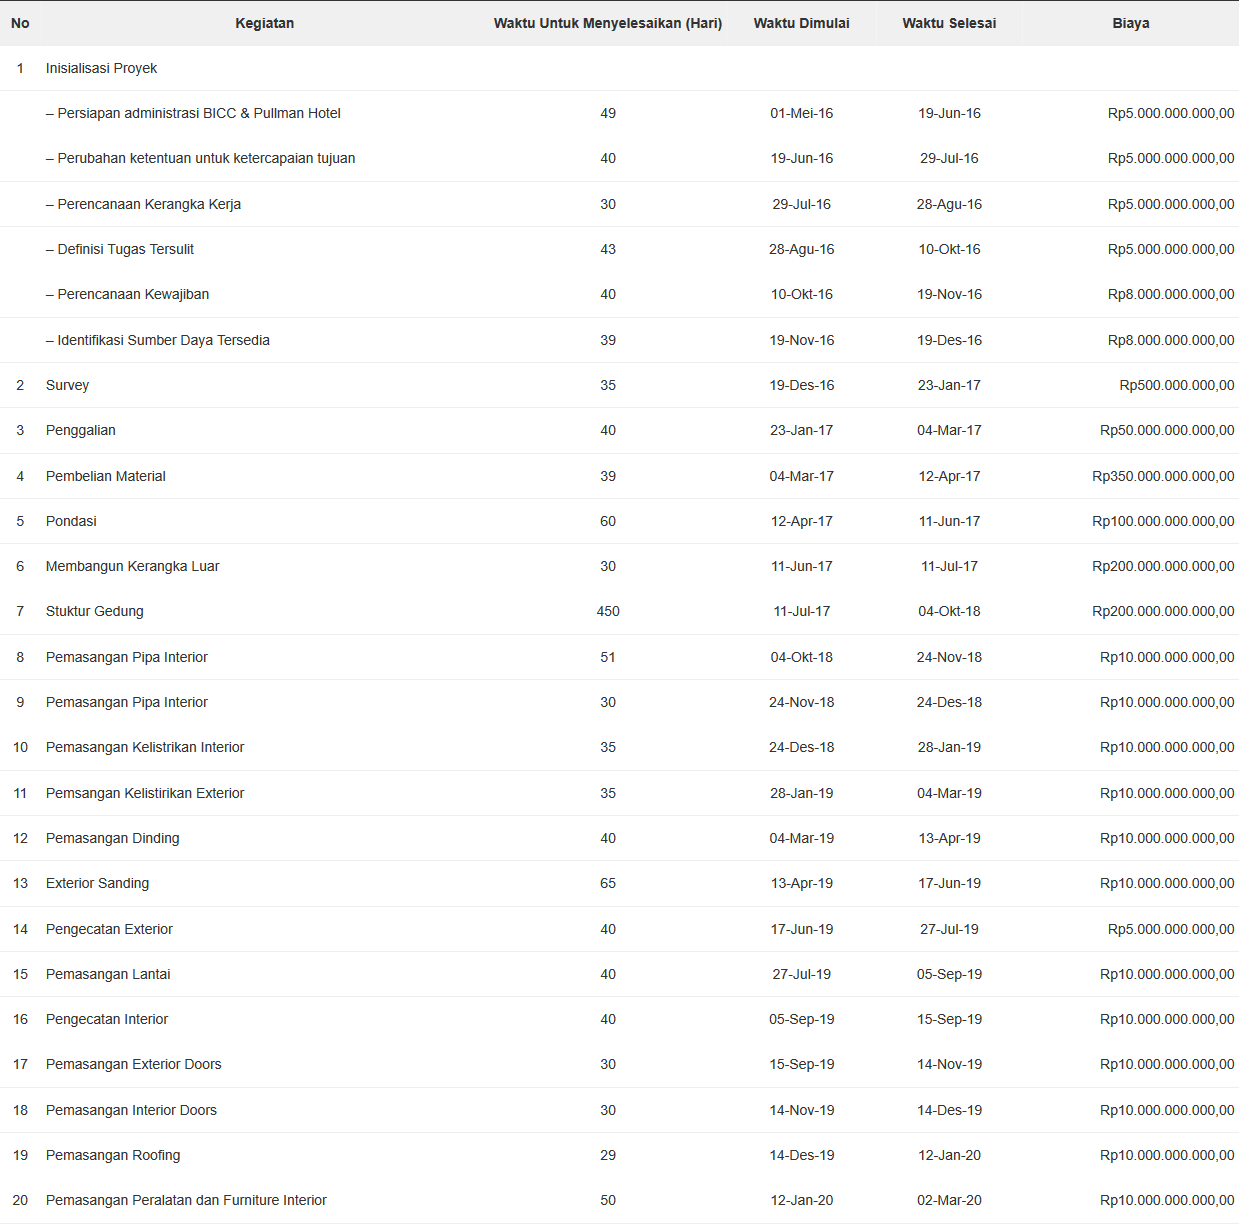 No Kegiatan Waktu Untuk Menyelesaikan (Hari) Waktu Dimulai Waktu Selesai Biaya
1 Inisialisasi Proyek
– Persiapan administrasi BICC & Pullman Hotel 49 01-Mei-16 19-Jun-16 Rp5.000.000.000,00
– Perubahan ketentuan untuk ketercapaian tujuan 40 19-Jun-16 29-Jul-16 Rp5.000.000.000,00
– Perencanaan Kerangka Kerja 30 29-Jul-16 28-Agu-16 Rp5.000.000.000,00
– Definisi Tugas Tersulit 43 28-Agu-16 10-Okt-16 Rp5.000.000.000,00
– Perencanaan Kewajiban 40 10-Okt-16 19-Nov-16 Rp8.000.000.000,00
– Identifikasi Sumber Daya Tersedia 39 19-Nov-16 19-Des-16 Rp8.000.000.000,00
2 Survey 35 19-Des-16 23-Jan-17 Rp500.000.000,00
3 Penggalian 40 23-Jan-17 04-Mar-17 Rp50.000.000.000,00
4 Pembelian Material 39 04-Mar-17 12-Apr-17 Rp350.000.000.000,00
5 Pondasi 60 12-Apr-17 11-Jun-17 Rp100.000.000.000,00
6 Membangun Kerangka Luar 30 11-Jun-17 11-Jul-17 Rp200.000.000.000,00
7 Stuktur Gedung 450 11-Jul-17 04-Okt-18 Rp200.000.000.000,00
8 Pemasangan Pipa Interior 51 04-Okt-18 24-Nov-18 Rp10.000.000.000,00
9 Pemasangan Pipa Interior 30 24-Nov-18 24-Des-18 Rp10.000.000.000,00
10 Pemasangan Kelistrikan Interior 35 24-Des-18 28-Jan-19 Rp10.000.000.000,00
11 Pemsangan Kelistirikan Exterior 35 28-Jan-19 04-Mar-19 Rp10.000.000.000,00
12 Pemasangan Dinding 40 04-Mar-19 13-Apr-19 Rp10.000.000.000,00
13 Exterior Sanding 65 13-Apr-19 17-Jun-19 Rp10.000.000.000,00
14 Pengecatan Exterior 40 17-Jun-19 27-Jul-19 Rp5.000.000.000,00
15 Pemasangan Lantai 40 27-Jul-19 05-Sep-19 Rp10.000.000.000,00
16 Pengecatan Interior 40 05-Sep-19 15-Sep-19 Rp10.000.000.000,00
17 Pemasangan Exterior Doors 30 15-Sep-19 14-Nov-19 Rp10.000.000.000,00
18 Pemasangan Interior Doors 30 14-Nov-19 14-Des-19 Rp10.000.000.000,00
19 Pemasangan Roofing 29 14-Des-19 12-Jan-20 Rp10.000.000.000,00
20 Pemasangan Peralatan dan Furniture Interior 50 12-Jan-20 02-Mar-20 Rp10.000.000.000,00